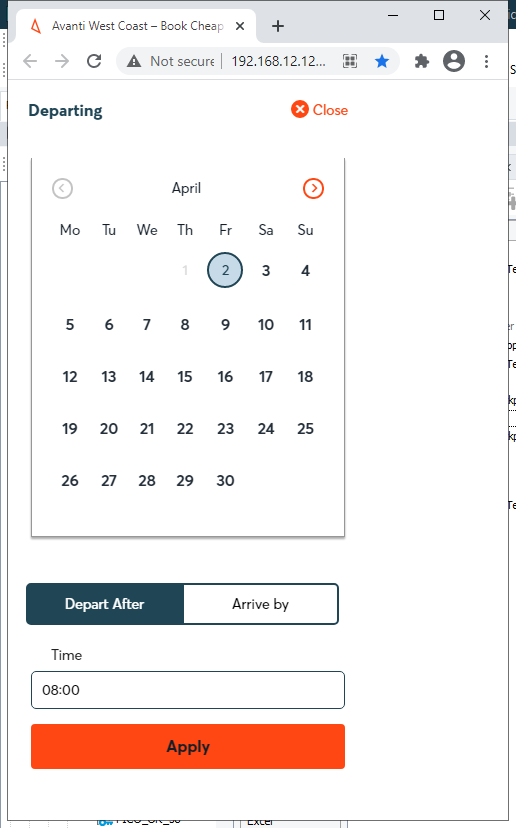 Avanti West Coast – Book Cheap
Not secure
192.168.12.12...
Departing
Close
April
Mo Tu We Th Fr Sa Su
1 2 3 4
5 6 7 8 9 10 11
12 13 14 15 16 17 18
19 20 21 22 23 24 25
26 27 28 29 30
Depart After
Arrive by
Time
08:00
Apply
Excel